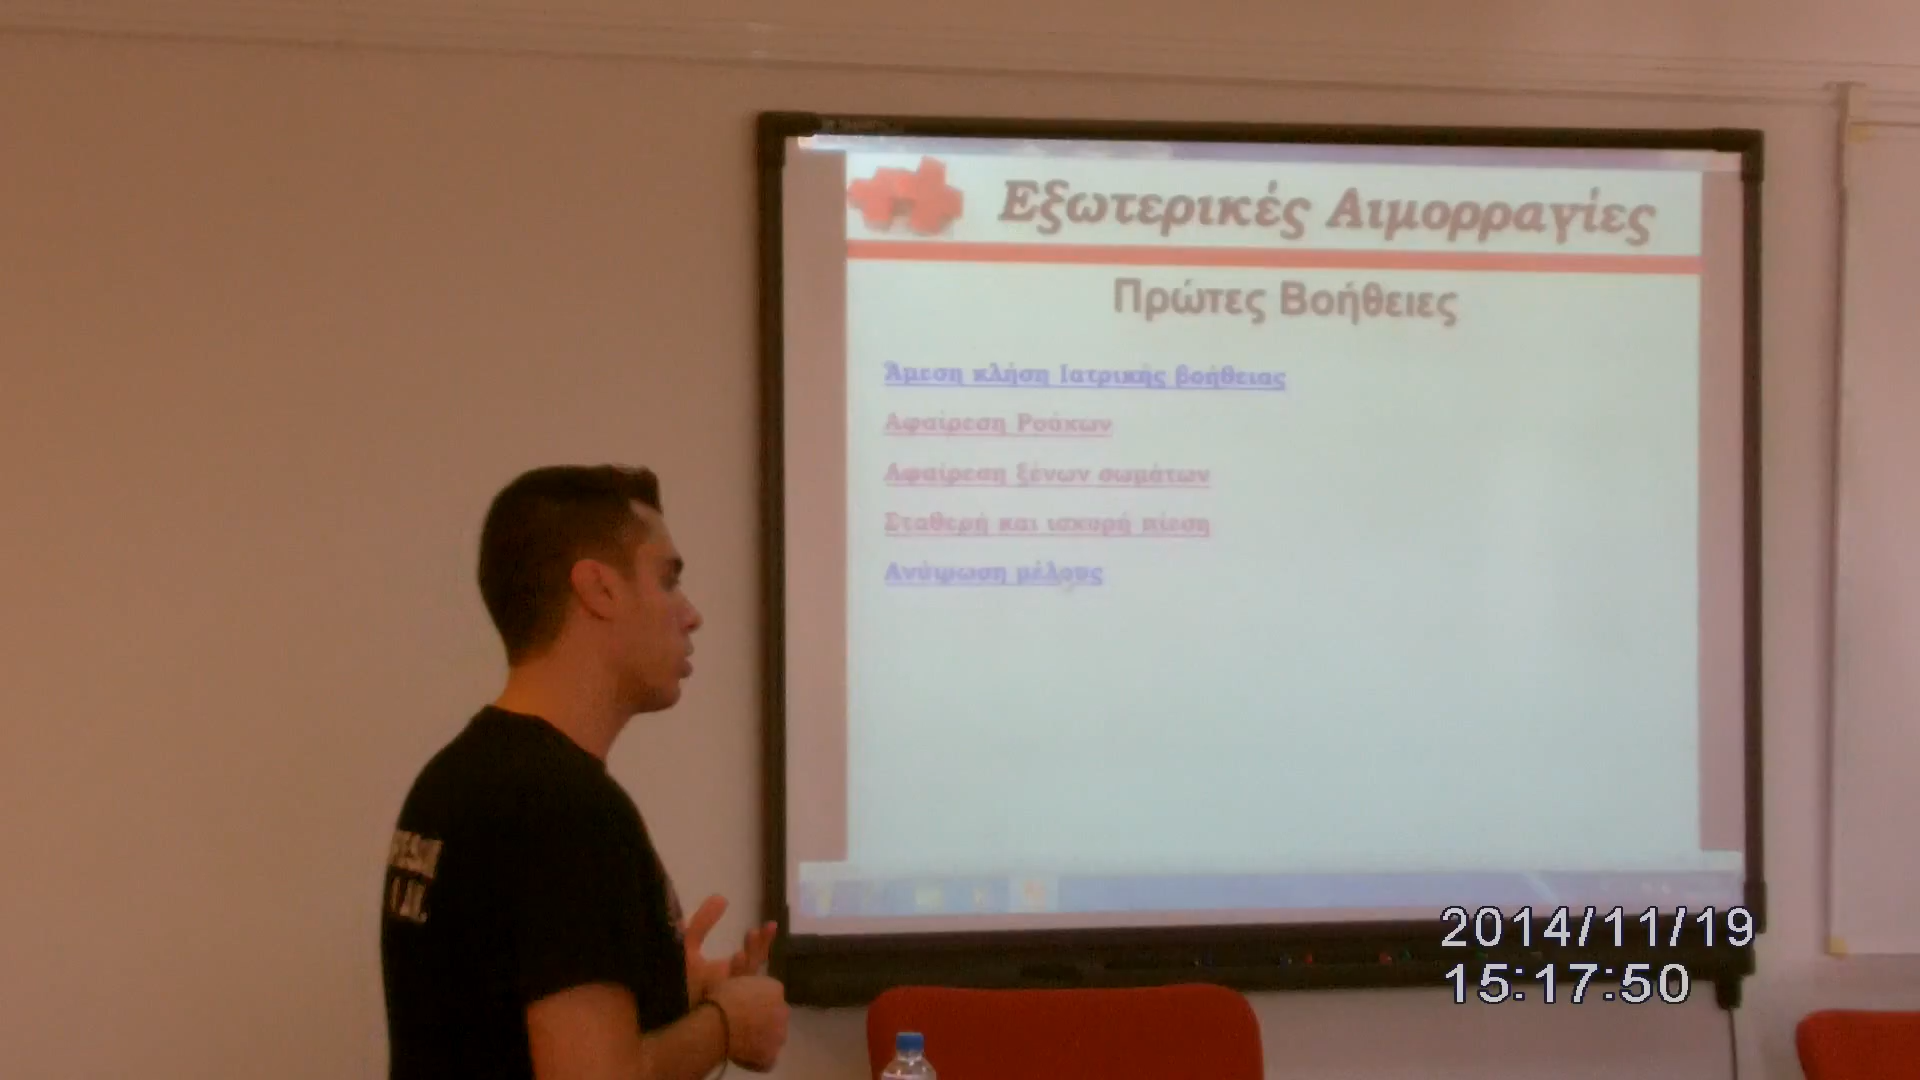 Εξωτερικές Αιμορραγίες
Πρώτες Βοήθειες
Άμεση κλήση Ιατρικής βοήθειας
Αφαίρεση Ρούχων
Αφαίρεση ξένων σωμάτων
Σταθερή και ισχυρή πίεση
Ανύψωση μέλους
2014/11/19
15:17:50